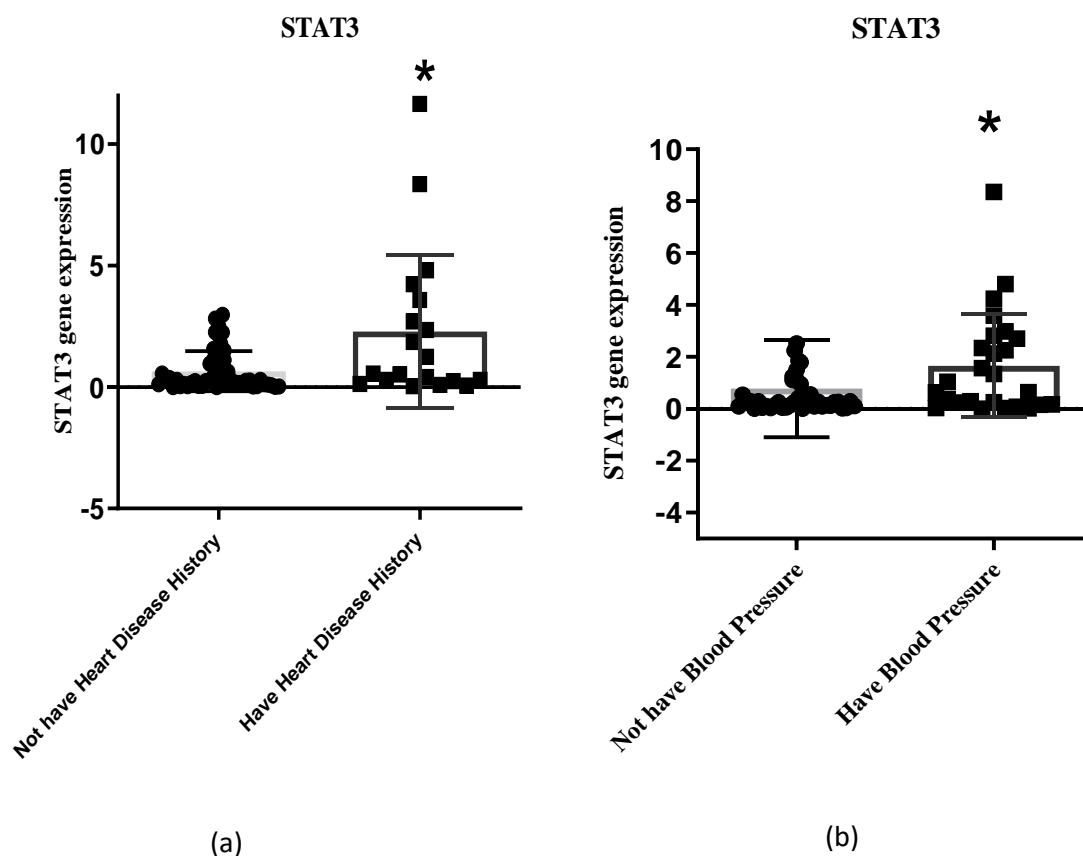 STAT3
*
STAT3 gene expression
10
5
0
-5
Not have Heart Disease History
Have Heart Disease History
(a)
STAT3
*
STAT3 gene expression
10
8
6
4
2
0
-2
-4
Not have Blood Pressure
Have Blood Pressure
(b)